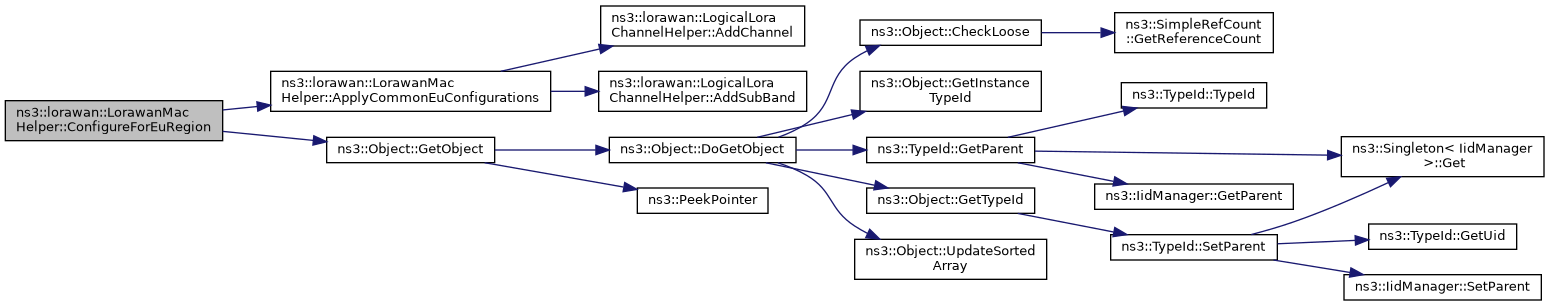 ns3::lorawan::LorawanMac
Helper::ConfigureForEuRegion
ns3::lorawan::LorawanMac
Helper::ApplyCommonEuConfigurations
ns3::lorawan::LogicalLora
ChannelHelper::AddChannel
ns3::lorawan::LogicalLora
ChannelHelper::AddSubBand
ns3::Object::GetObject
ns3::Object::DoGetObject
ns3::PeekPointer
ns3::Object::CheckLoose
ns3::SimpleRefCount
::GetReferenceCount
ns3::Object::GetInstance
TypeId
ns3::TypeId::GetParent
ns3::TypeId::TypeId
ns3::Singleton< IidManager
>::Get
ns3::IidManager::GetParent
ns3::Object::GetTypeId
ns3::TypeId::SetParent
ns3::TypeId::GetUid
ns3::IidManager::SetParent
ns3::Object::UpdateSorted
Array